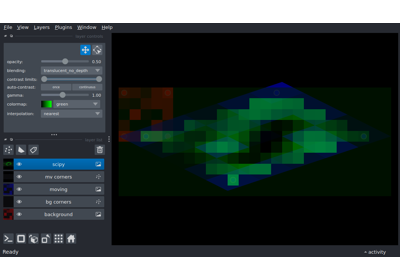 File View Layers Plugins Window Help
opacity: 0.50
blending: translucent_no_depth
contrast limits:
auto-contrast: once continuous
gamma: 1.00
colormap: green
interpolation: nearest
scipy
mv corners
moving
bg corners
background
Ready activity